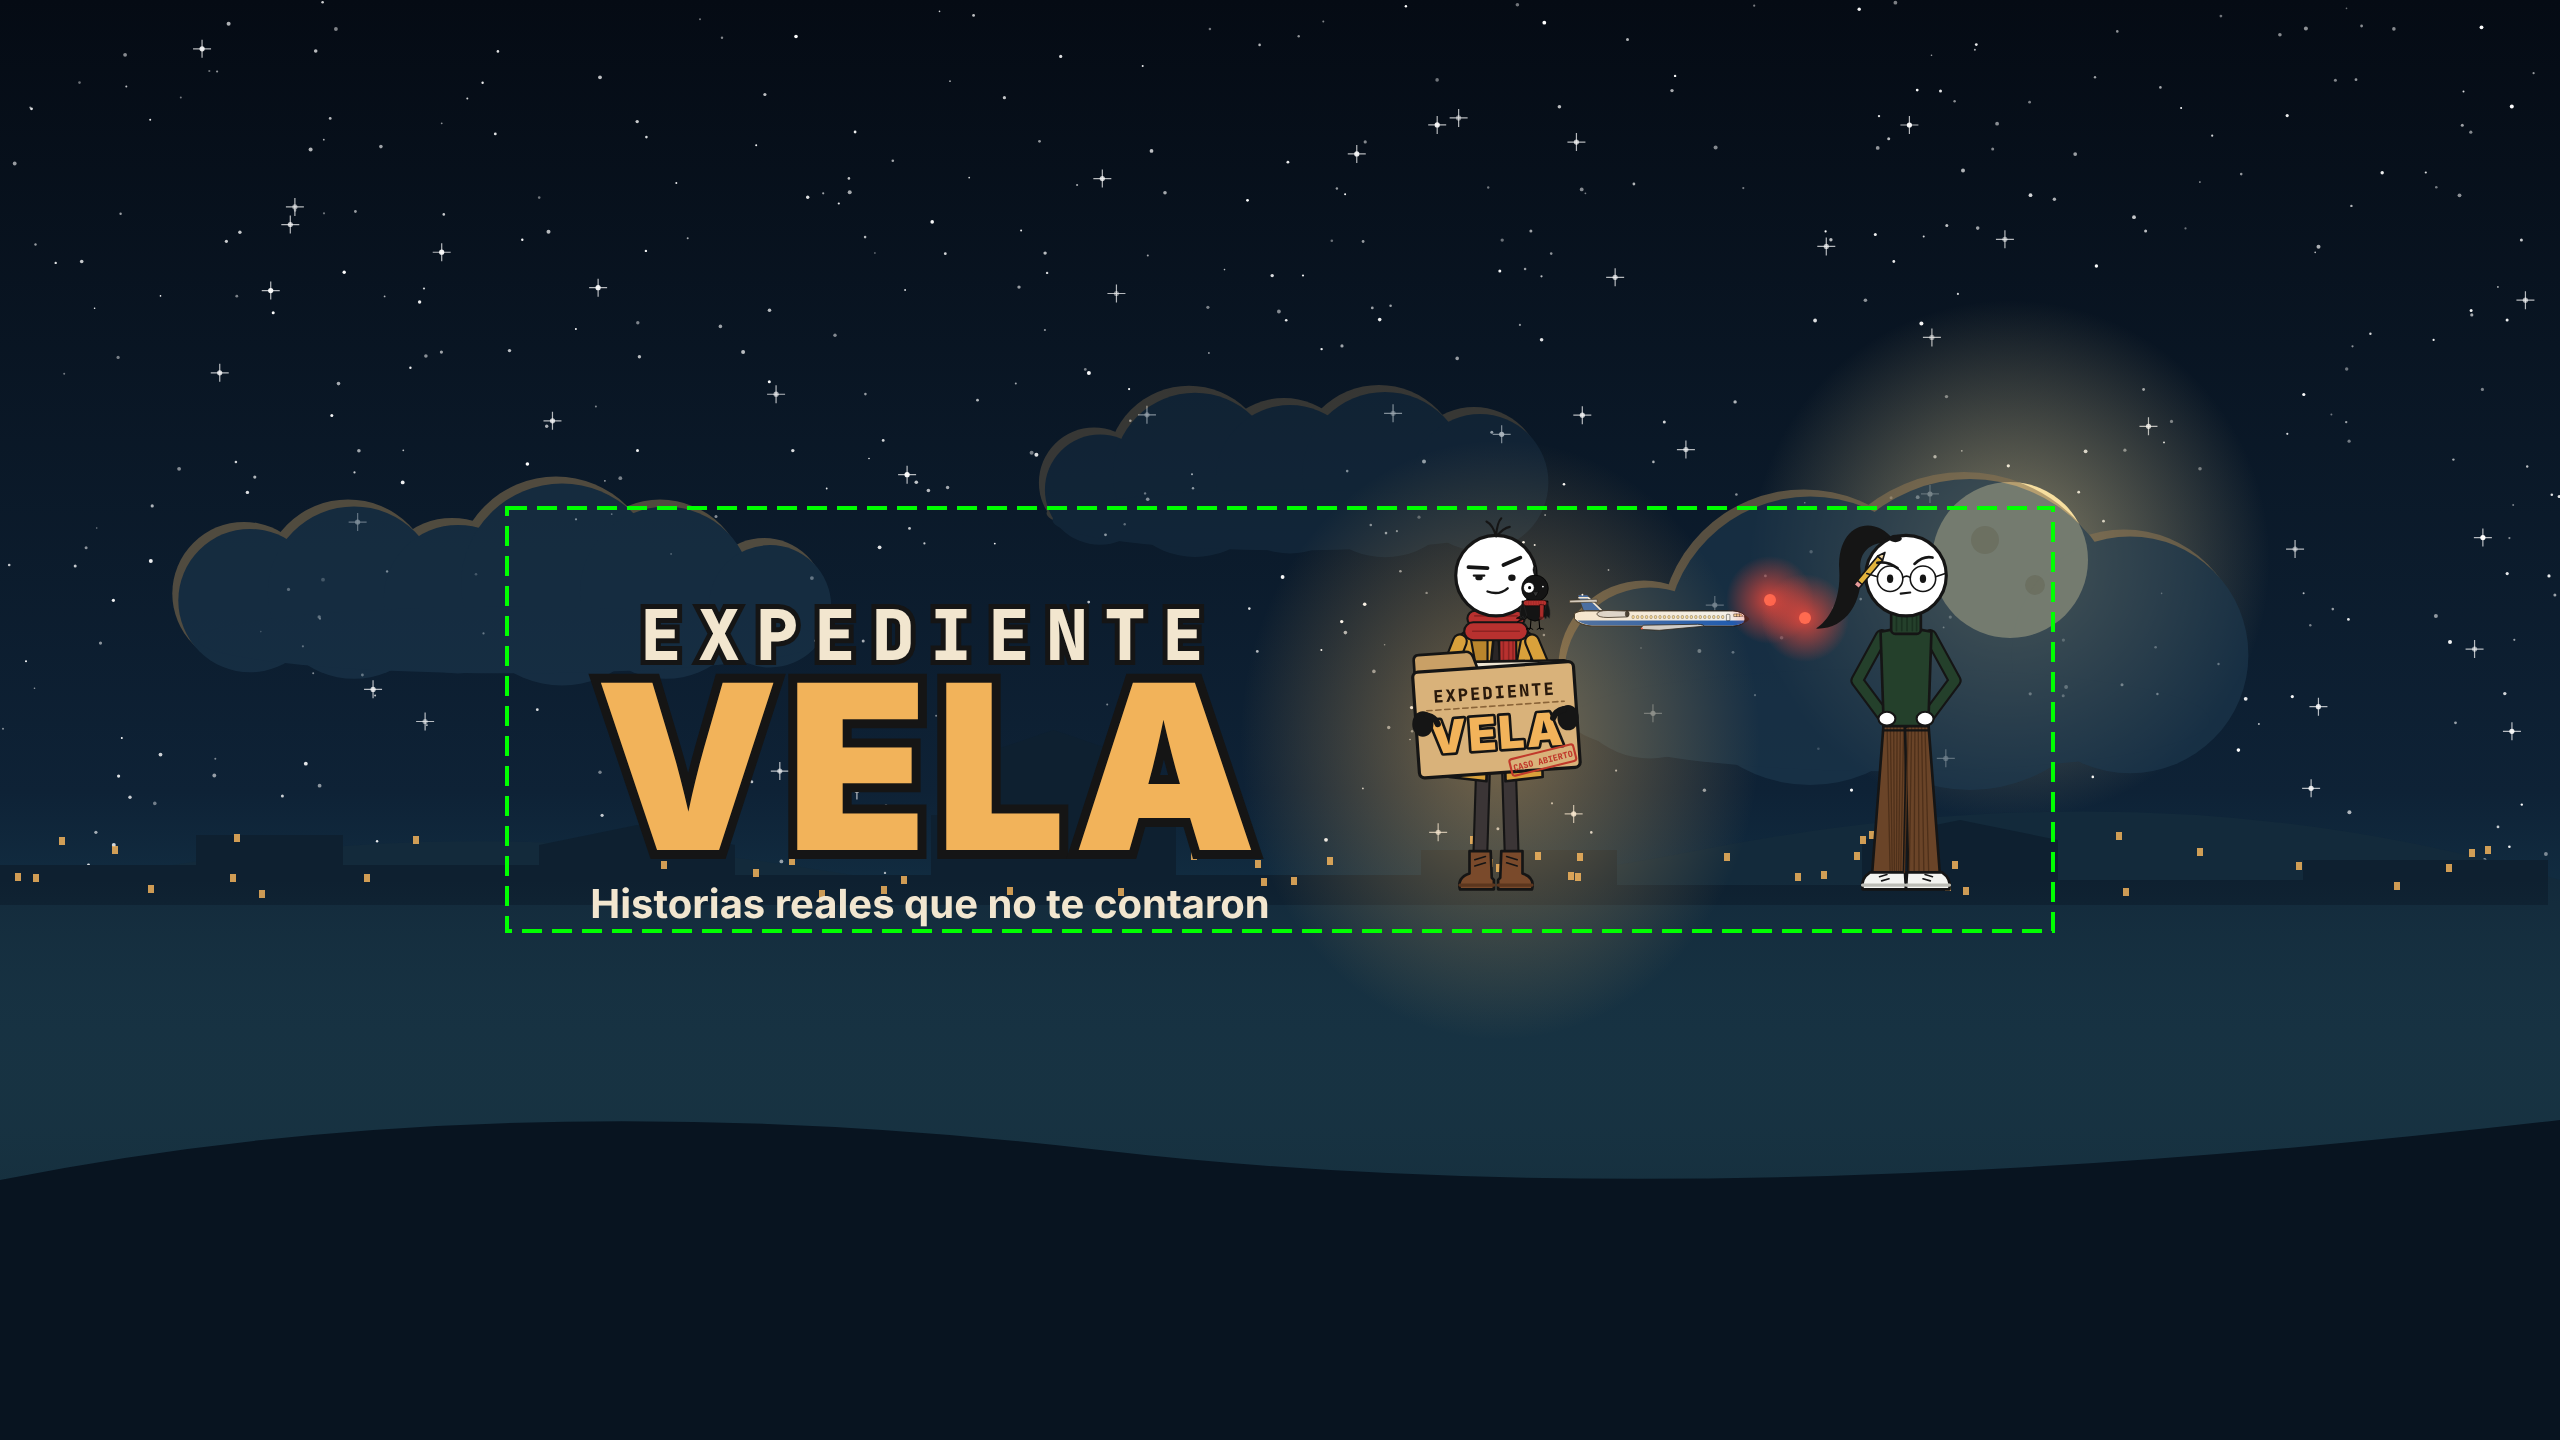 EXPEDIENTE
VELA
Historias reales que no te contaron
EXPEDIENTE
VELA
CASO ABIERTO